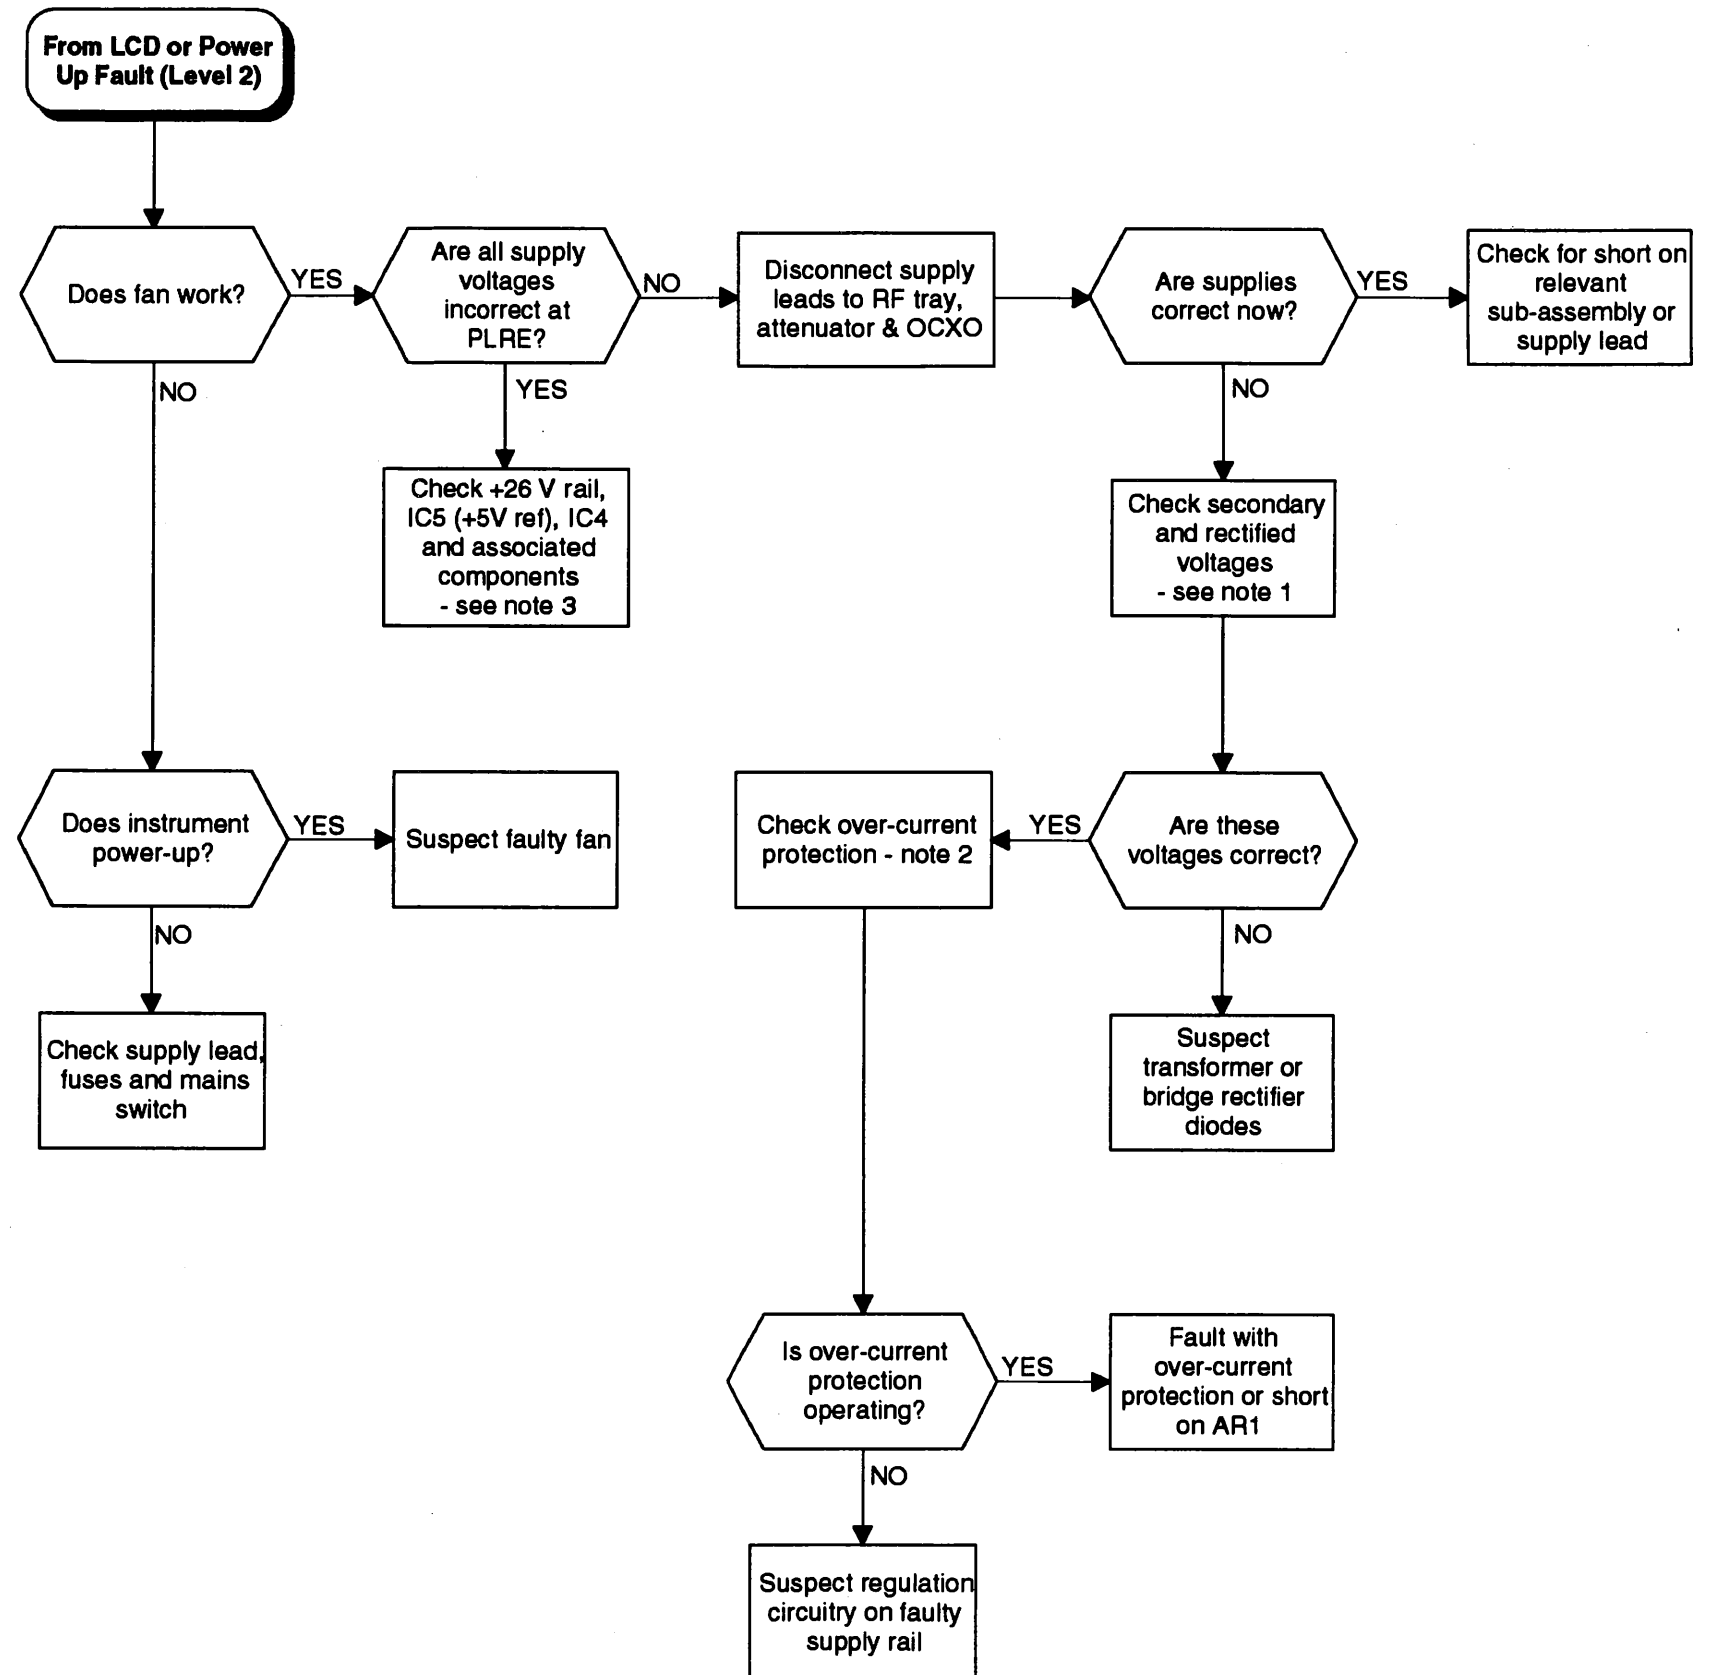 From LCD or Power
Up Fault (Level 2)
Does fan work?
YES
NO
Are all supply
voltages
incorrect at
PLRE?
NO
YES
Disconnect supply
leads to RF tray,
attenuator & OCXO
Are supplies
correct now?
YES
NO
Check for short on
relevant
sub-assembly or
supply lead
Check +26 V rail,
IC5 (+5V ref), IC4
and associated
components
- see note 3
Check secondary
and rectified
voltages
- see note 1
Does instrument
power-up?
YES
NO
Suspect faulty fan
Check over-current
protection - note 2
YES
Are these
voltages correct?
NO
Check supply lead,
fuses and mains
switch
Suspect
transformer or
bridge rectifier
diodes
Is over-current
protection
operating?
YES
NO
Fault with
over-current
protection or short
on AR1
Suspect regulation
circuitry on faulty
supply rail